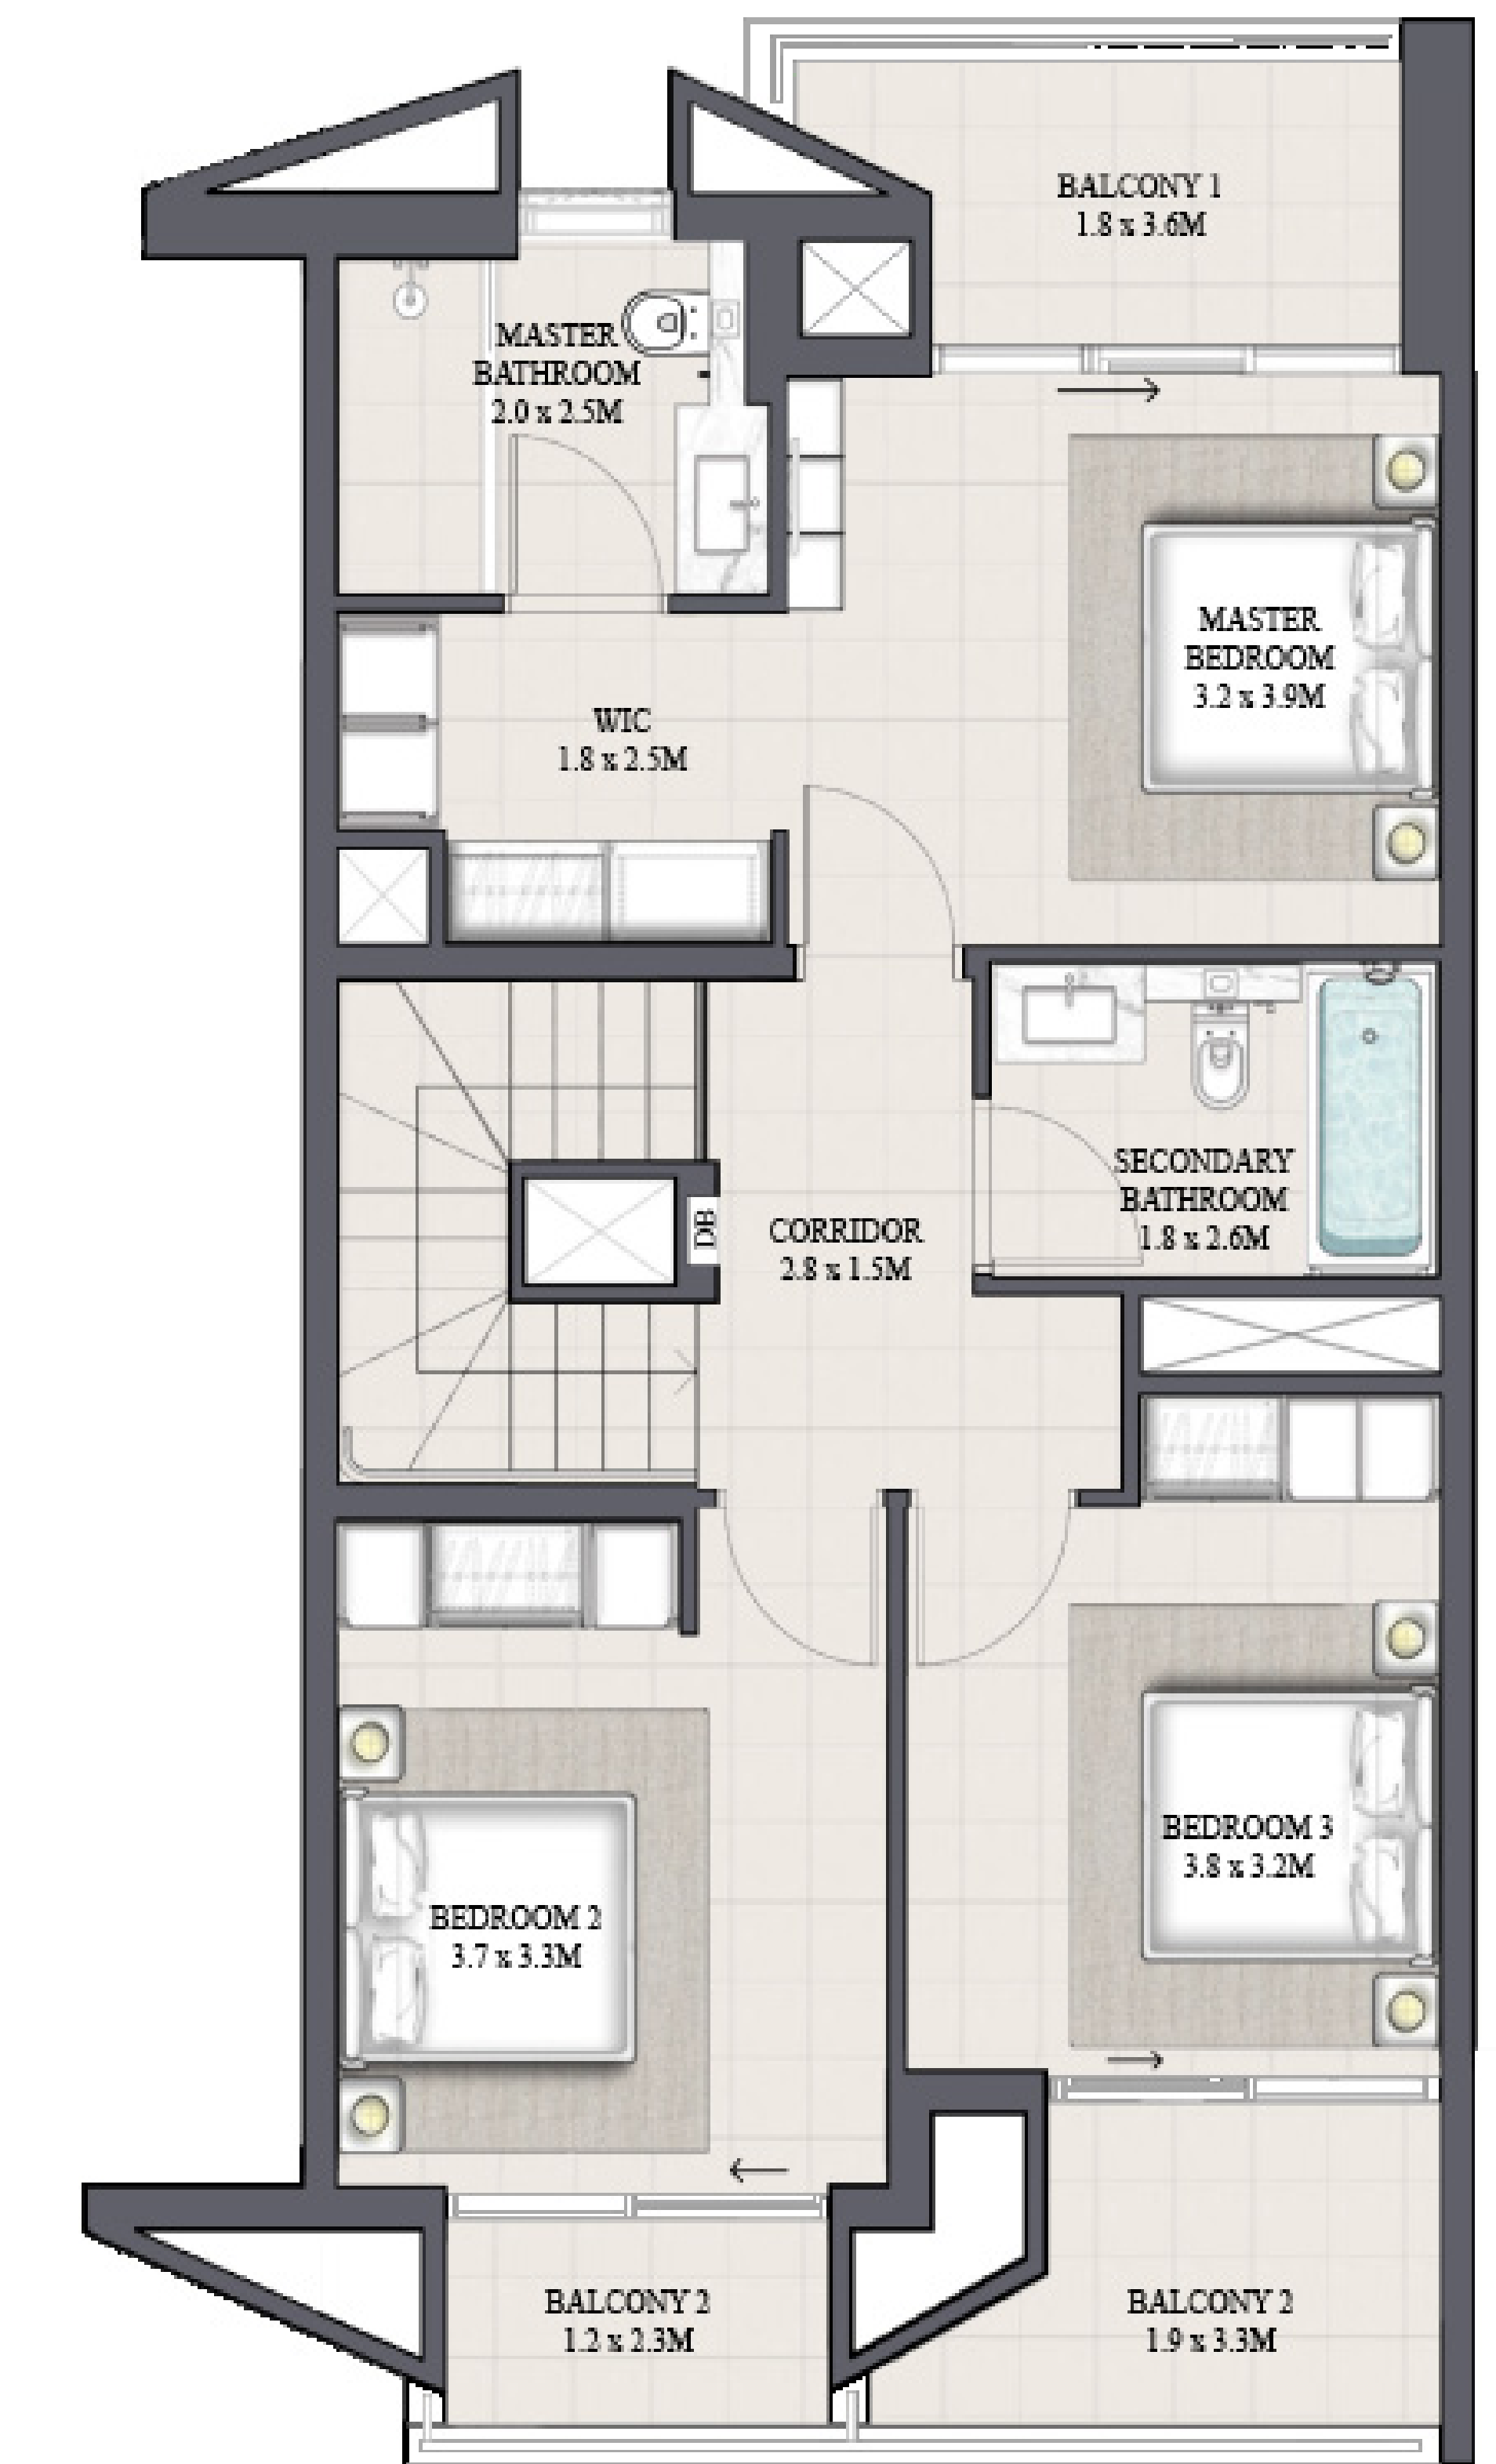 BALCONY 1
1.8 x 3.6M
MASTER
BATHROOM
2.0 x 2.5M
MASTER
BEDROOM
3.2 x 3.9M
WIC
1.8 x 2.5M
SECONDARY
BATHROOM
1.8 x 2.6M
DB
CORRIDOR
2.8 x 1.5M
BEDROOM 3
3.8 x 3.2M
BEDROOM 2
3.7 x 3.3M
BALCONY 2
1.2 x 2.3M
BALCONY 2
1.9 x 3.3M